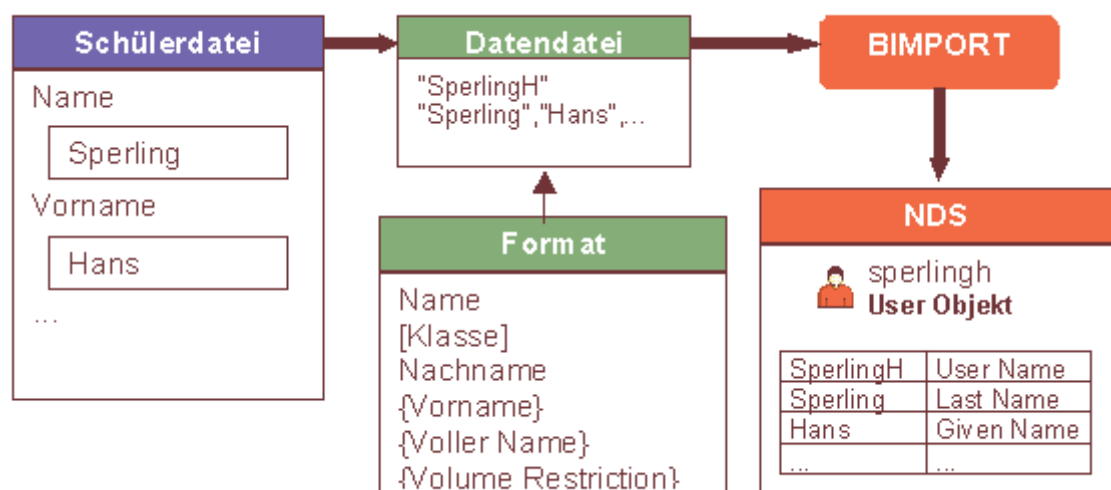 Schülerdatei
Name
Sperling
Vorname
Hans
...
Datendatei
"SperlingH"
"Sperling","Hans",...
Format
Name
[Klasse]
Nachname
{Vorname}
{Voller Name}
{Volume Restriction}
BIMPORT
NDS
sperlingh
User Objekt
SperlingH User Name
Sperling Last Name
Hans Given Name
... ...